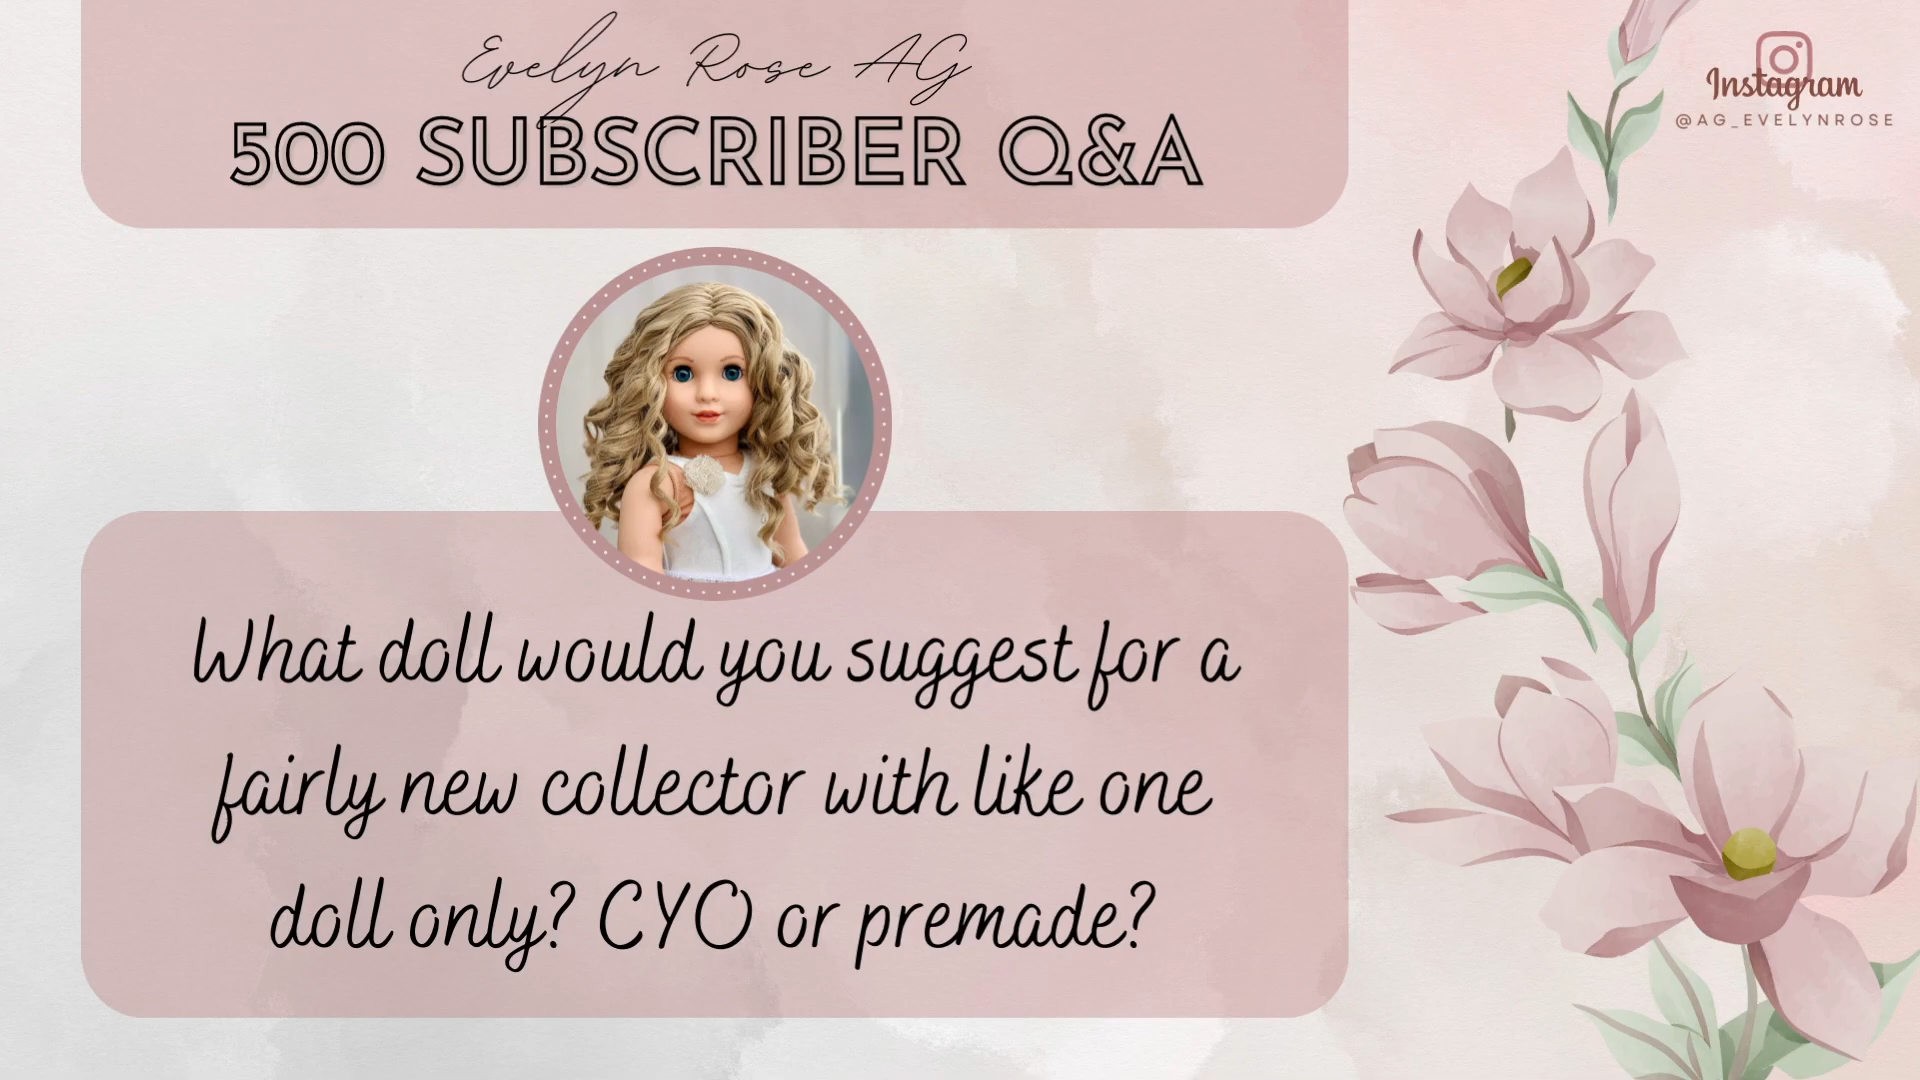 Evelyn Rose AG
500 SUBSCRIBER Q&A
Instagram
@AG_EVELYNROSE
What doll would you suggest for a
fairly new collector with like one
doll only? CYO or premade?